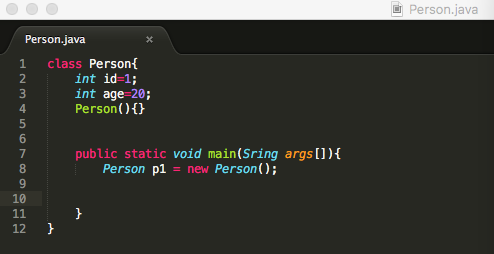 Person.java
Person.java ×
1 class Person{
2     int id=1;
3     int age=20;
4     Person(){}
5
6
7     public static void main(Sring args[]){
8         Person p1 = new Person();
9
10
11     }
12 }